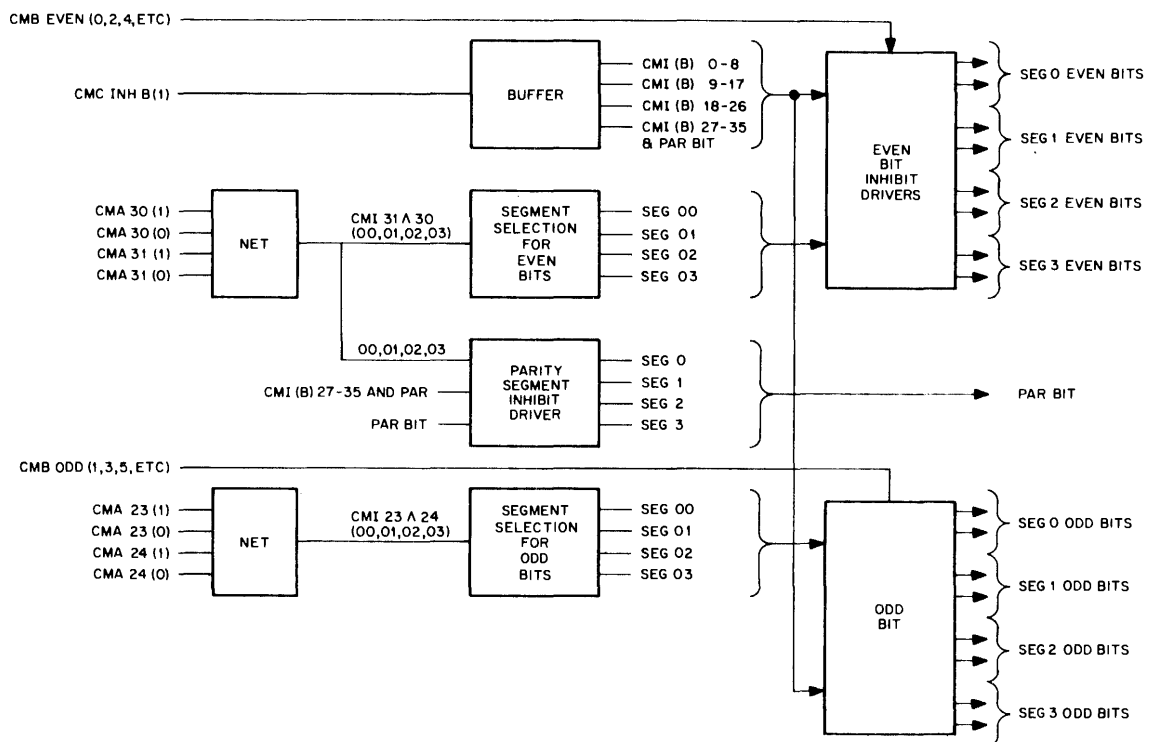 CMB EVEN (0,2,4,ETC)
CMC INH B(1)
BUFFER
CMI (B) 0-8
CMI (B) 9-17
CMI (B) 18-26
CMI (B) 27-35
& PAR BIT
EVEN
BIT
INHIBIT
DRIVERS
SEG 0 EVEN BITS
SEG 1 EVEN BITS
SEG 2 EVEN BITS
SEG 3 EVEN BITS
CMA 30 (1)
CMA 30 (0)
CMA 31 (1)
CMA 31 (0)
NET
CMI 31 Λ 30
(00,01,02,03)
SEGMENT
SELECTION
FOR
EVEN
BITS
SEG 00
SEG 01
SEG 02
SEG 03
00,01,02,03
CMI (B) 27-35 AND PAR
PAR BIT
PARITY
SEGMENT
INHIBIT
DRIVER
SEG 0
SEG 1
SEG 2
SEG 3
PAR BIT
CMB ODD (1,3,5,ETC)
CMA 23 (1)
CMA 23 (0)
CMA 24 (1)
CMA 24 (0)
NET
CMI 23 Λ 24
(00,01,02,03)
SEGMENT
SELECTION
FOR
ODD
BITS
SEG 00
SEG 01
SEG 02
SEG 03
ODD
BIT
SEG 0 ODD BITS
SEG 1 ODD BITS
SEG 2 ODD BITS
SEG 3 ODD BITS